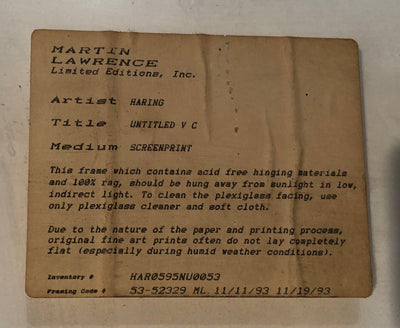 MARTIN
LAWRENCE
Limited Editions, Inc.
Artist HARING
Title UNTITLED V C
Medium SCREENPRINT
This frame which contains acid free hinging materials
and 100% rag, should be hung away from sunlight in low,
indirect light. To clean the plexiglass facing, use
only plexiglass cleaner and soft cloth.
Due to the nature of the paper and printing process,
original fine art prints often do not lay completely
flat (especially during humid weather conditions).
Inventory # HAR0595NU0053
Framing Code # 53-52329 ML 11/11/93 11/19/93